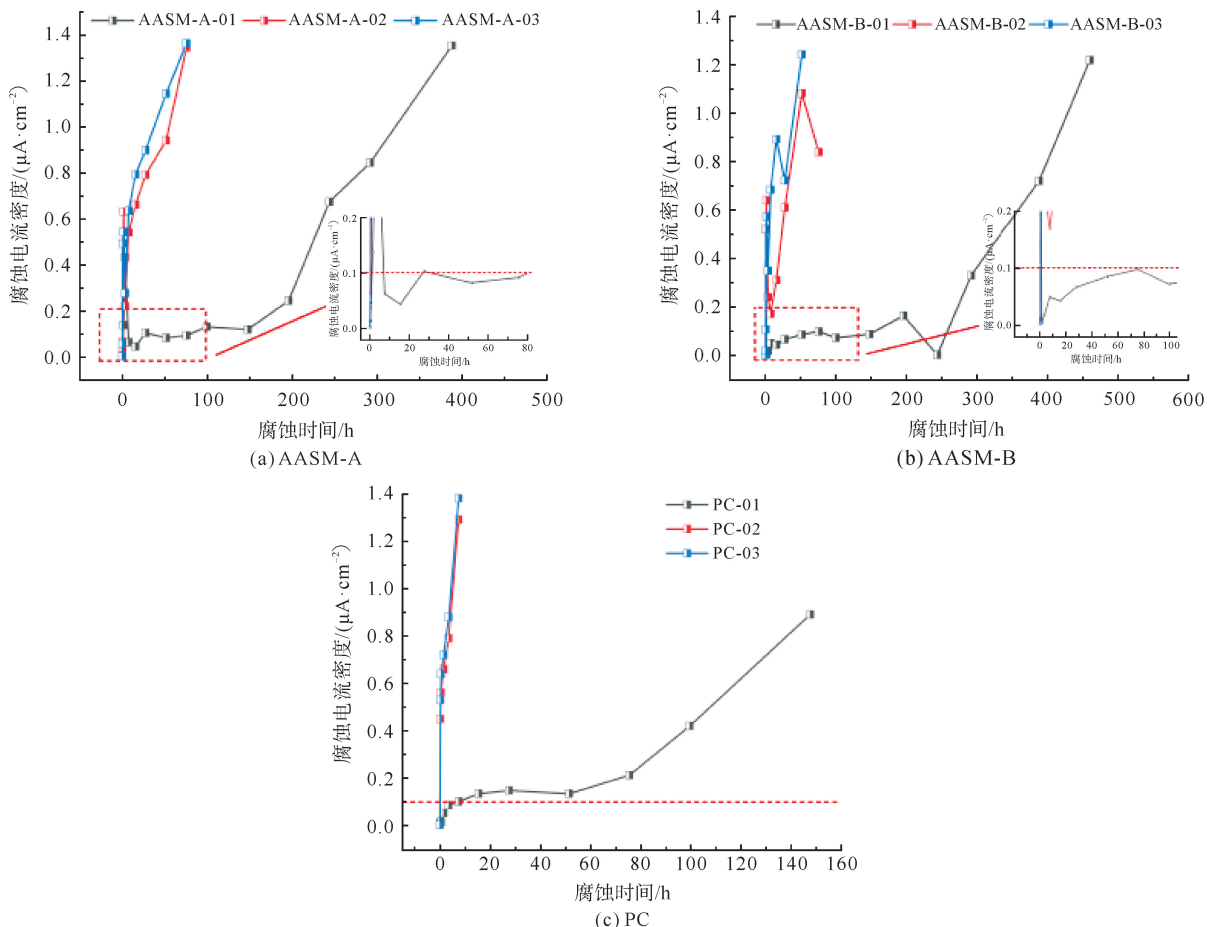 AASM-A-01 AASM-A-02 AASM-A-03
1.4
1.2
1.0
0.8
0.6
0.4
0.2
0.0
腐蚀电流密度/(μA·cm⁻²)
0 100 200 300 400 500
腐蚀时间/h
0.2
0.1
0.0
腐蚀电流密度/(μA·cm⁻²)
0 20 40 60 80
腐蚀时间/h
(a) AASM-A
AASM-B-01 AASM-B-02 AASM-B-03
1.4
1.2
1.0
0.8
0.6
0.4
0.2
0.0
腐蚀电流密度/(μA·cm⁻²)
0 100 200 300 400 500 600
腐蚀时间/h
0.2
0.1
0.0
腐蚀电流密度/(μA·cm⁻²)
0 20 40 60 80 100
腐蚀时间/h
(b) AASM-B
PC-01
PC-02
PC-03
1.4
1.2
1.0
0.8
0.6
0.4
0.2
0.0
腐蚀电流密度/(μA·cm⁻²)
0 20 40 60 80 100 120 140 160
腐蚀时间/h
(c) PC